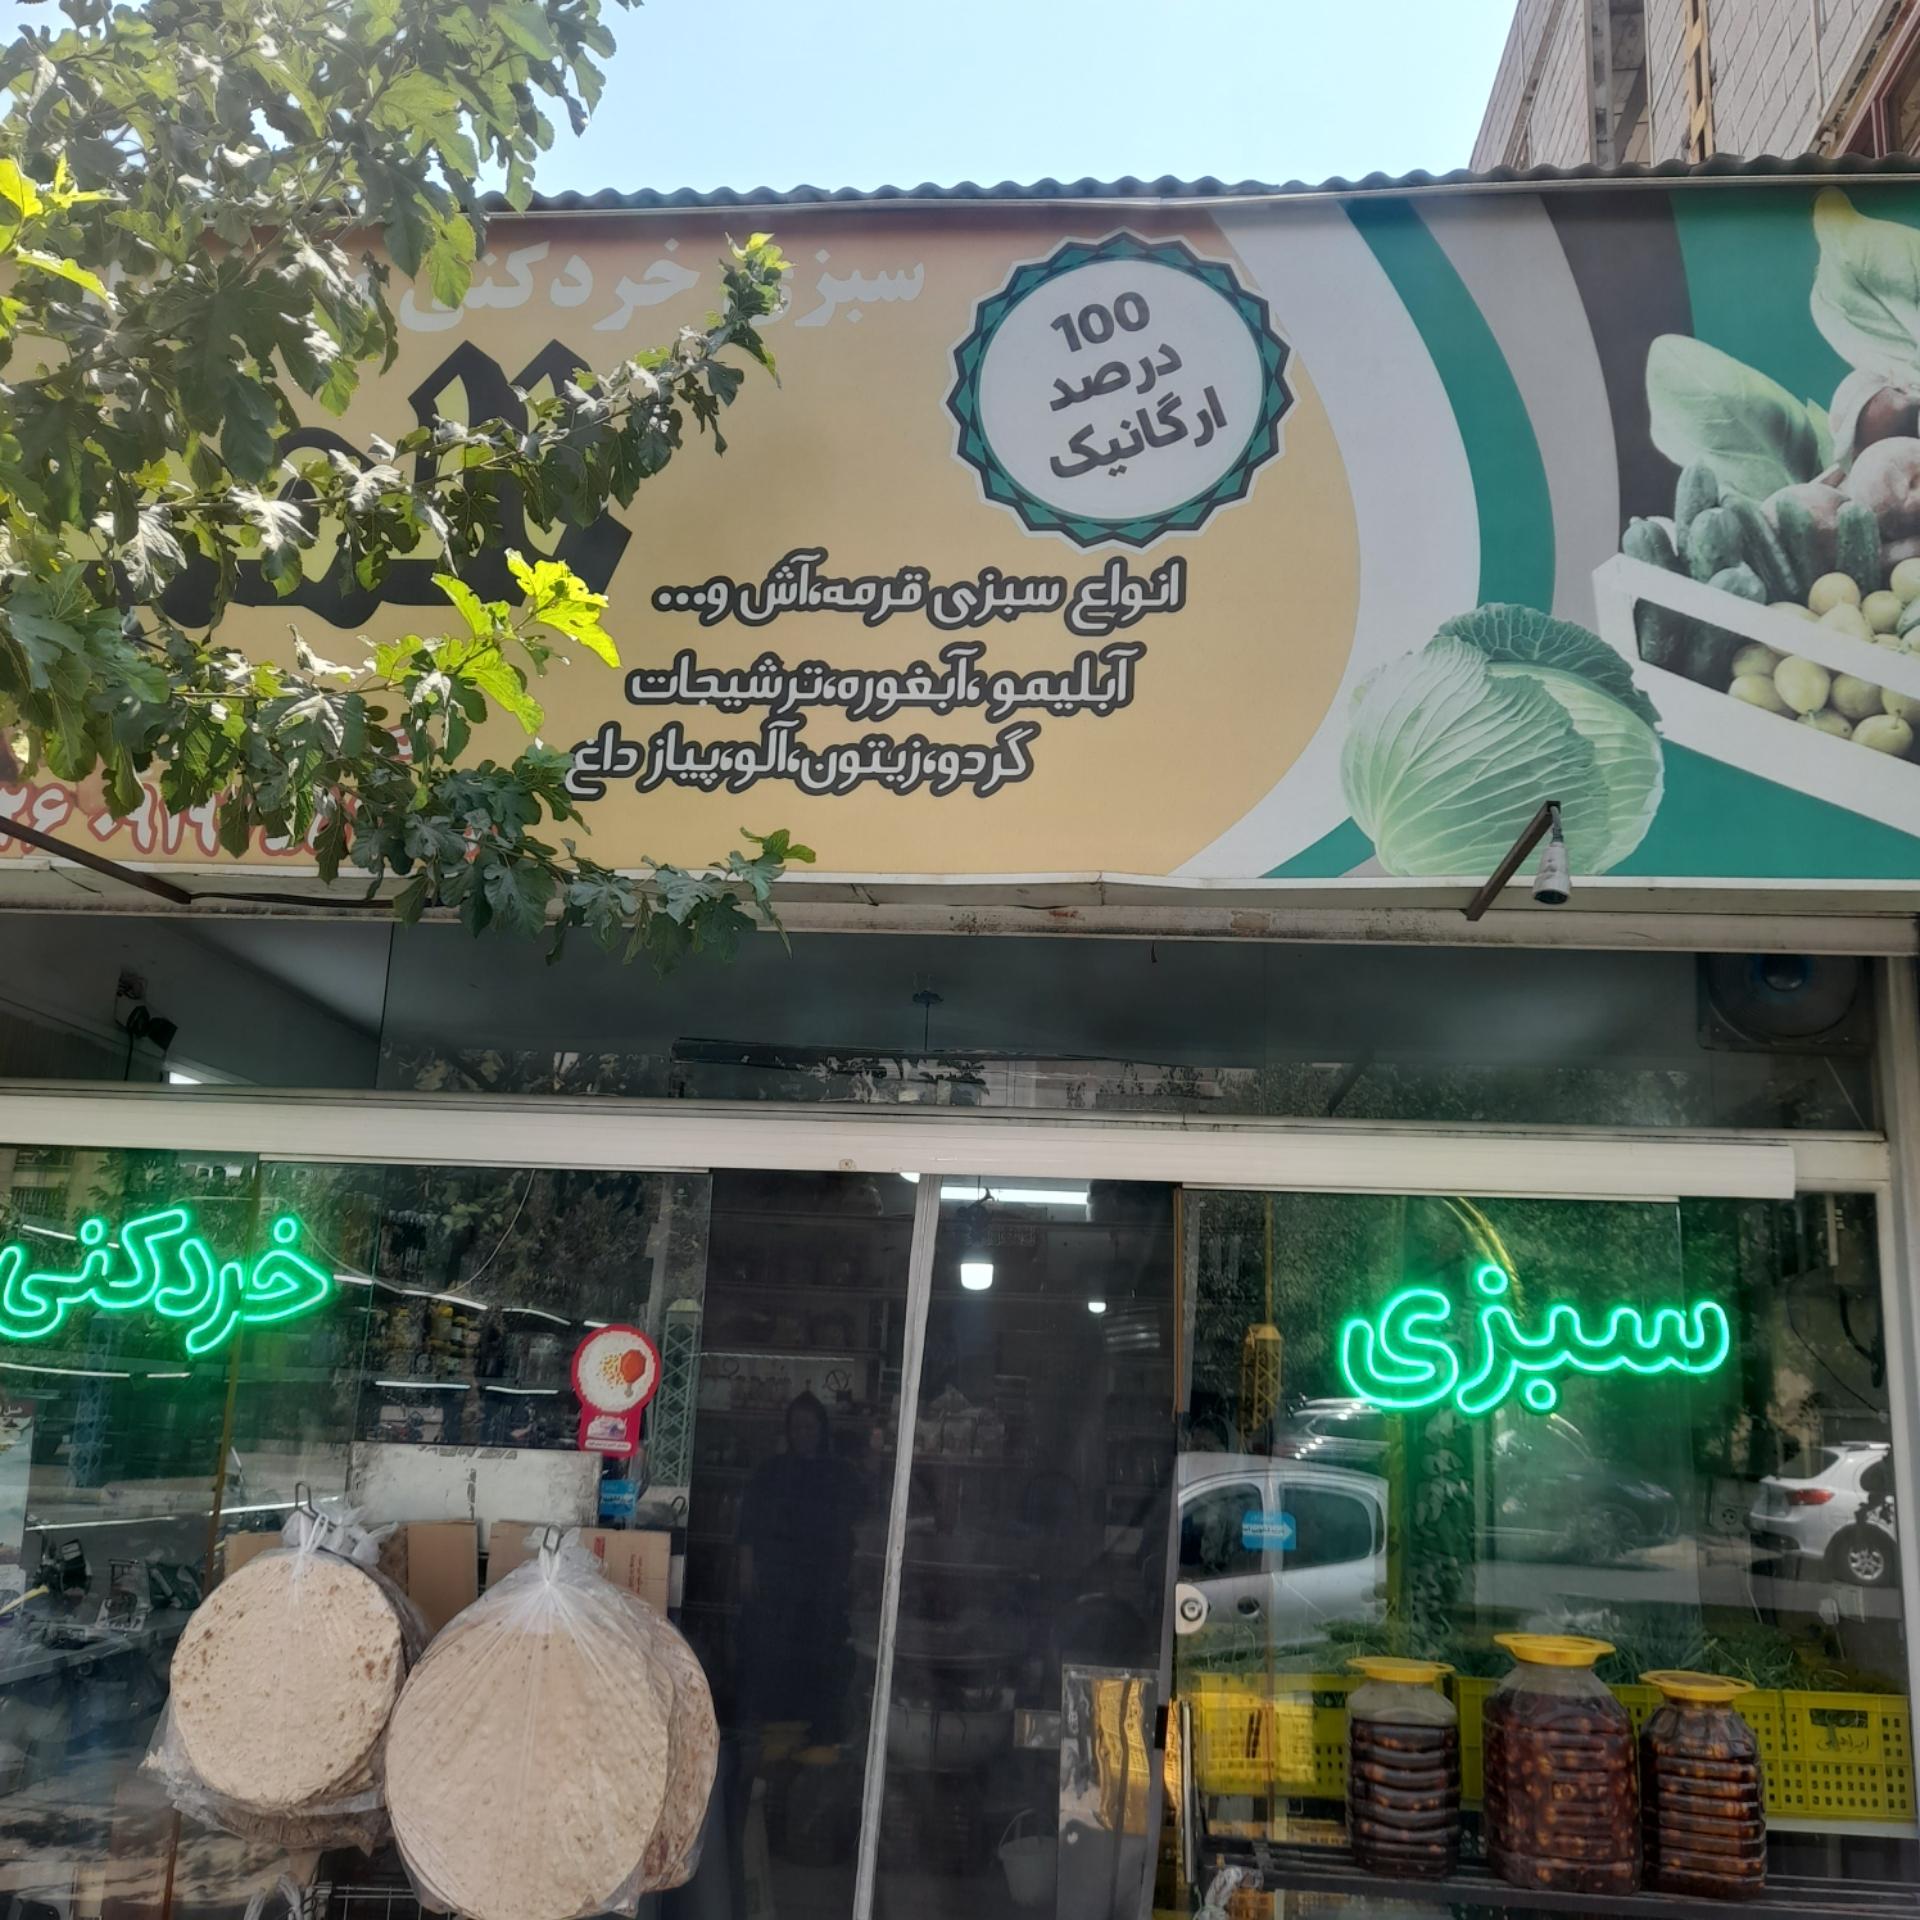 سبزی خردکنی
100
درصد
ارگانیک
انواع سبزی قرمه،آش و...
آبلیمو ،آبغوره،ترشیجات
گردو،زیتون،آلو،پیاز داغ
خردکنی
سبزی